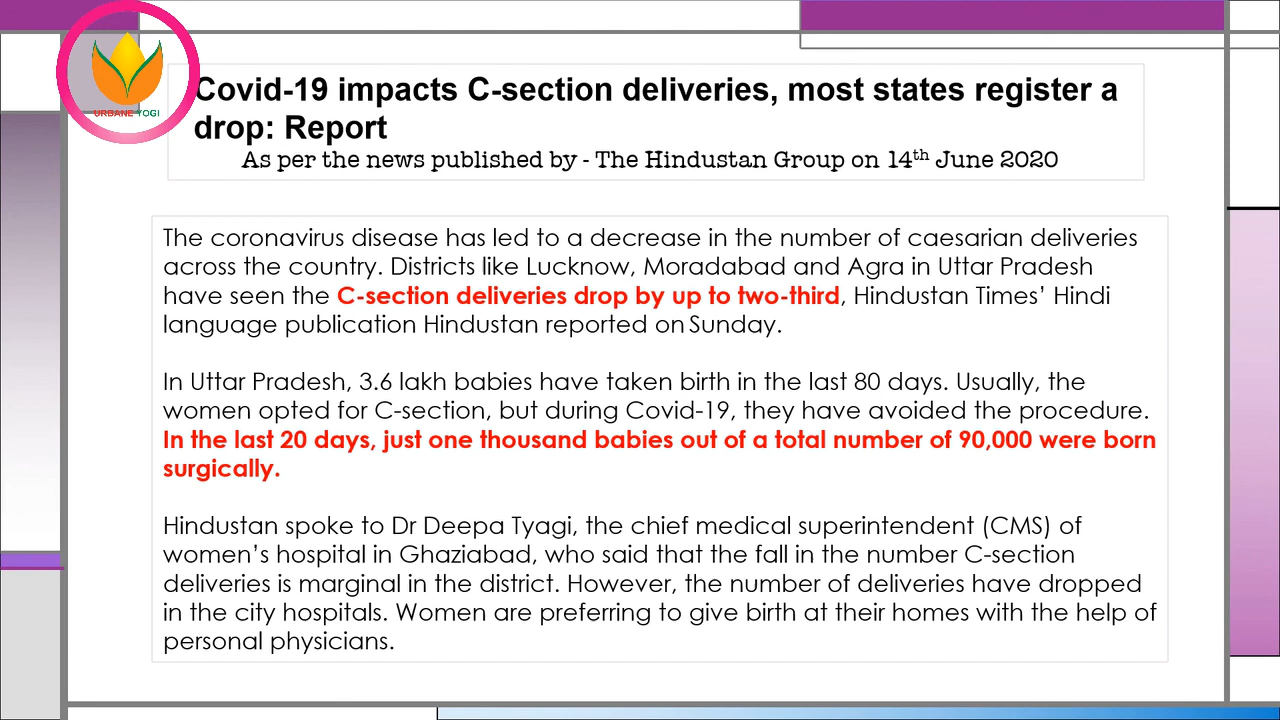 URBANE YOGI
Covid-19 impacts C-section deliveries, most states register a
drop: Report
As per the news published by - The Hindustan Group on 14th June 2020
The coronavirus disease has led to a decrease in the number of caesarian deliveries
across the country. Districts like Lucknow, Moradabad and Agra in Uttar Pradesh
have seen the C-section deliveries drop by up to two-third, Hindustan Times’ Hindi
language publication Hindustan reported on Sunday.
In Uttar Pradesh, 3.6 lakh babies have taken birth in the last 80 days. Usually, the
women opted for C-section, but during Covid-19, they have avoided the procedure.
In the last 20 days, just one thousand babies out of a total number of 90,000 were born
surgically.
Hindustan spoke to Dr Deepa Tyagi, the chief medical superintendent (CMS) of
women’s hospital in Ghaziabad, who said that the fall in the number C-section
deliveries is marginal in the district. However, the number of deliveries have dropped
in the city hospitals. Women are preferring to give birth at their homes with the help of
personal physicians.